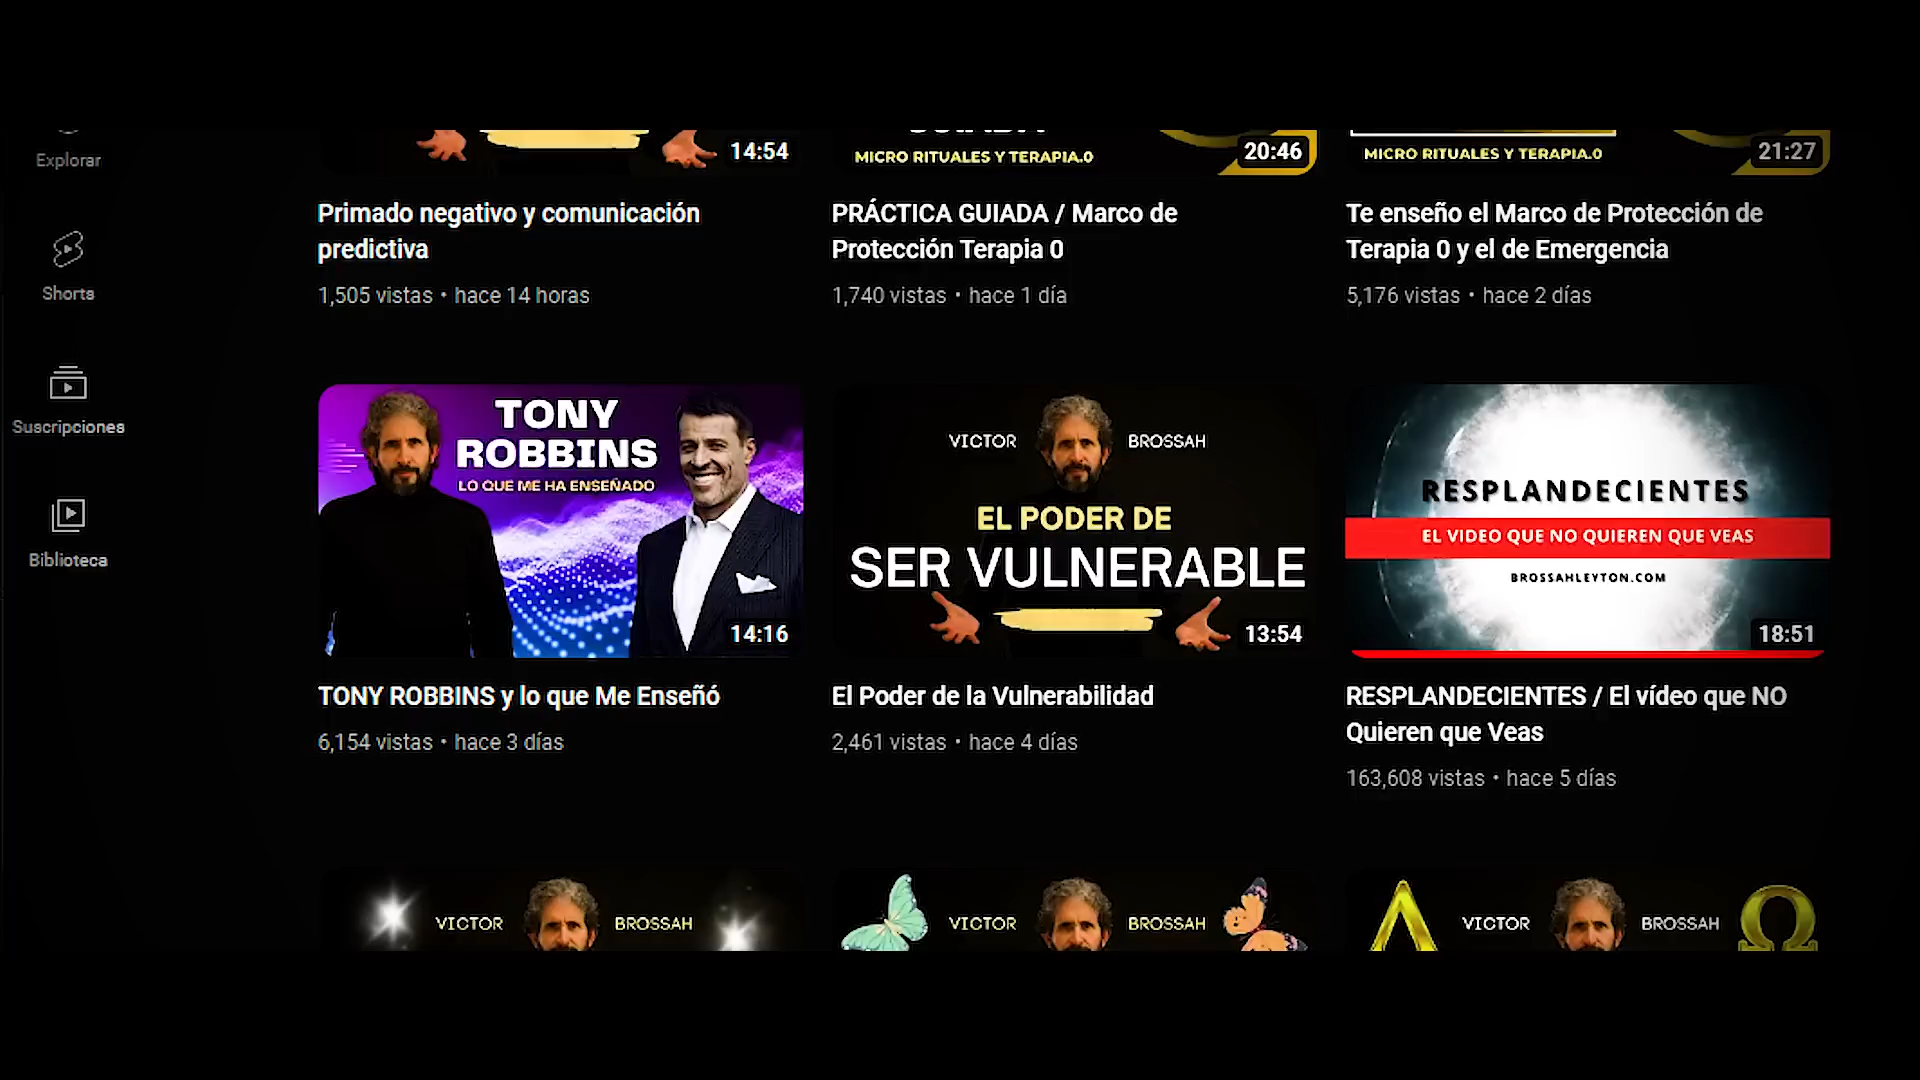 Explorar
Shorts
Suscripciones
Biblioteca
14:54
MICRO RITUALES Y TERAPIA.0
20:46
MICRO RITUALES Y TERAPIA.0
21:27
Primado negativo y comunicación
predictiva
1,505 vistas • hace 14 horas
PRÁCTICA GUIADA / Marco de
Protección Terapia 0
1,740 vistas • hace 1 día
Te enseño el Marco de Protección de
Terapia 0 y el de Emergencia
5,176 vistas • hace 2 días
TONY
ROBBINS
LO QUE ME HA ENSEÑADO
14:16
VICTOR BROSSAH
EL PODER DE
SER VULNERABLE
13:54
RESPLANDECIENTES
EL VIDEO QUE NO QUIEREN QUE VEAS
BROSSAHLEYTON.COM
18:51
TONY ROBBINS y lo que Me Enseñó
6,154 vistas • hace 3 días
El Poder de la Vulnerabilidad
2,461 vistas • hace 4 días
RESPLANDECIENTES / El vídeo que NO
Quieren que Veas
163,608 vistas • hace 5 días
VICTOR BROSSAH
VICTOR BROSSAH
VICTOR BROSSAH